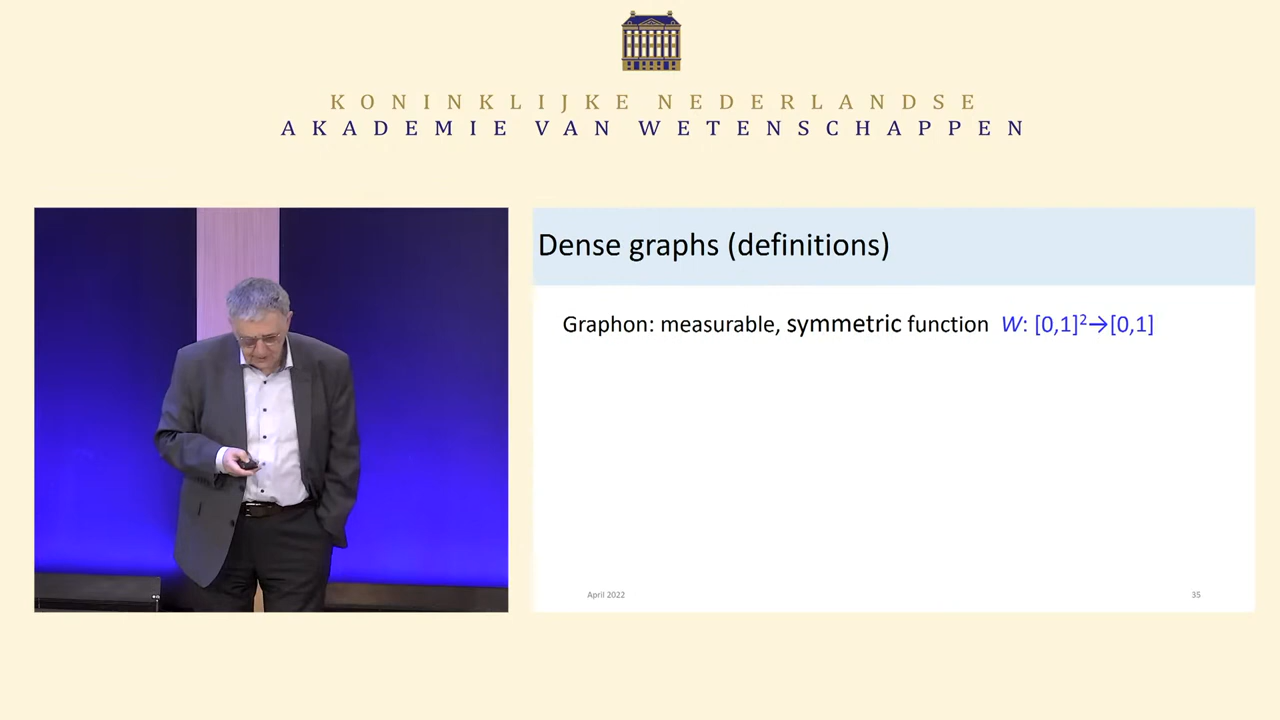 KONINKLIJKE NEDERLANDSE
AKADEMIE VAN WETENSCHAPPEN
Dense graphs (definitions)
Graphon: measurable, symmetric function W: [0,1]²→[0,1]
April 2022
35